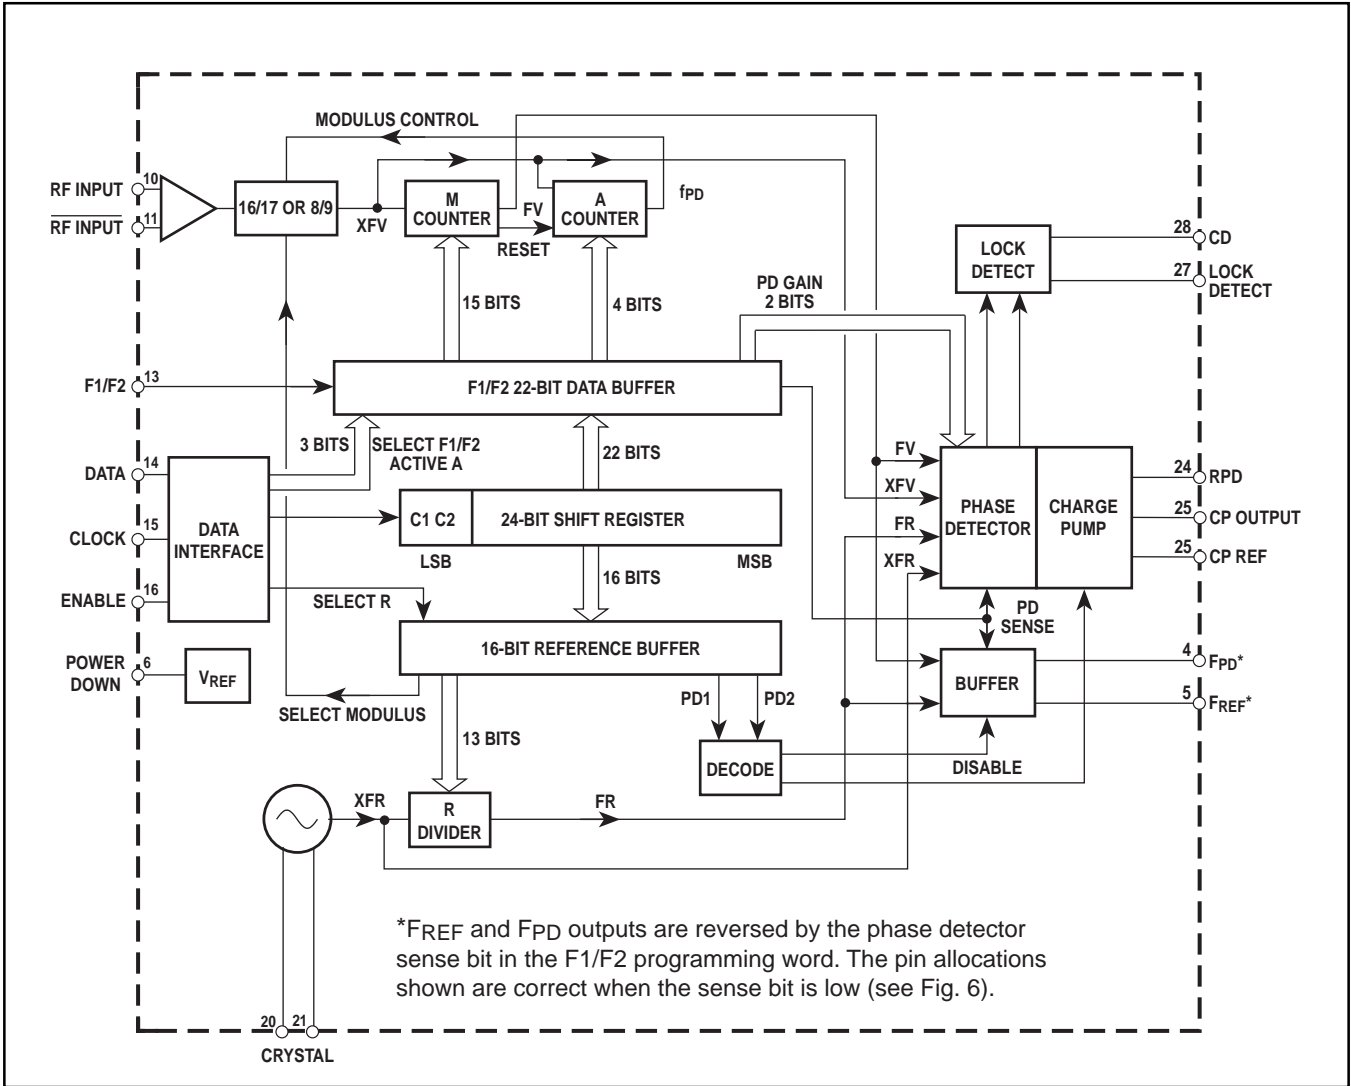 MODULUS CONTROL
RF INPUT
10
RF INPUT
11
16/17 OR 8/9
XFV
M
COUNTER
FV
RESET
A
COUNTER
fPD
15 BITS
4 BITS
PD GAIN
2 BITS
LOCK
DETECT
28
CD
27
LOCK
DETECT
F1/F2
13
F1/F2 22-BIT DATA BUFFER
3 BITS
SELECT F1/F2
ACTIVE A
22 BITS
DATA
14
CLOCK
15
ENABLE
16
DATA
INTERFACE
C1 C2
24-BIT SHIFT REGISTER
LSB
MSB
16 BITS
SELECT R
16-BIT REFERENCE BUFFER
FV
XFV
FR
XFR
PHASE
DETECTOR
CHARGE
PUMP
24
RPD
25
CP OUTPUT
25
CP REF
PD
SENSE
POWER
DOWN
6
VREF
SELECT MODULUS
13 BITS
PD1
PD2
DECODE
BUFFER
DISABLE
4
FPD*
5
FREF*
XFR
R
DIVIDER
FR
*FREF and FPD outputs are reversed by the phase detector
sense bit in the F1/F2 programming word. The pin allocations
shown are correct when the sense bit is low (see Fig. 6).
20
21
CRYSTAL